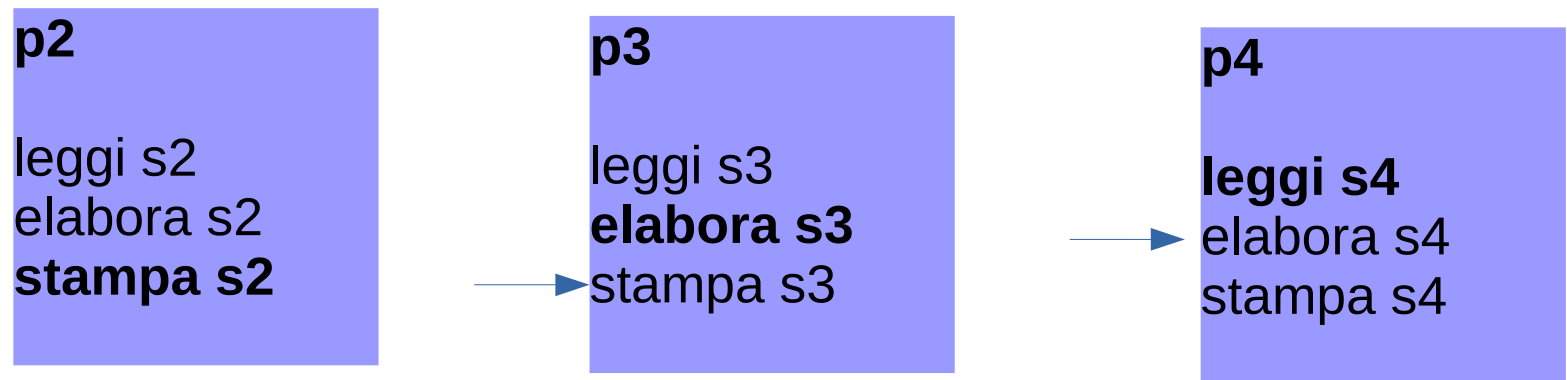 p2
leggi s2
elabora s2
stampa s2
p3
leggi s3
elabora s3
stampa s3
p4
leggi s4
elabora s4
stampa s4